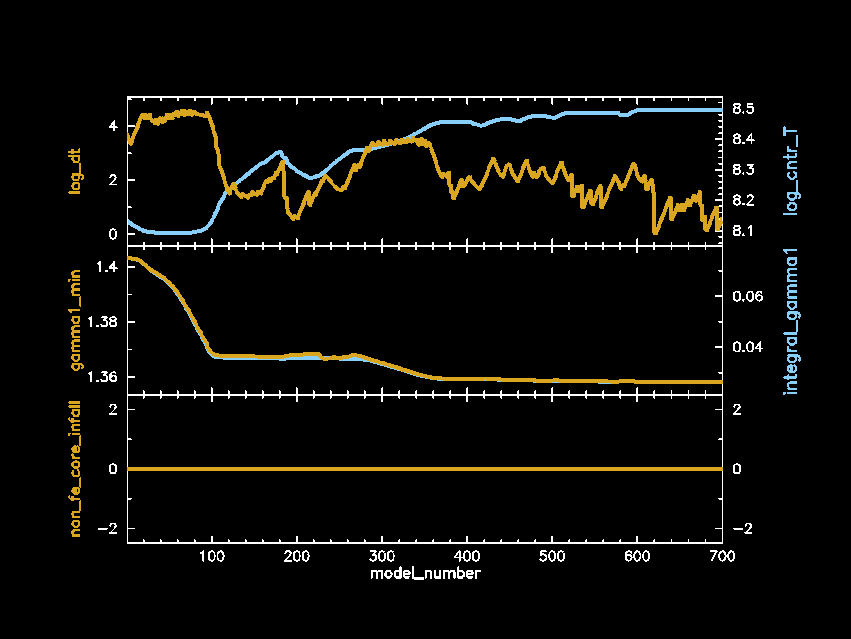 log_dt
4
2
0
8.5
8.4
8.3
8.2
8.1
log_cntr_T
gamma1_min
1.4
1.38
1.36
0.06
0.04
integral_gamma1
non_fe_core_infall
2
0
−2
2
0
−2
100 200 300 400 500 600 700
model_number